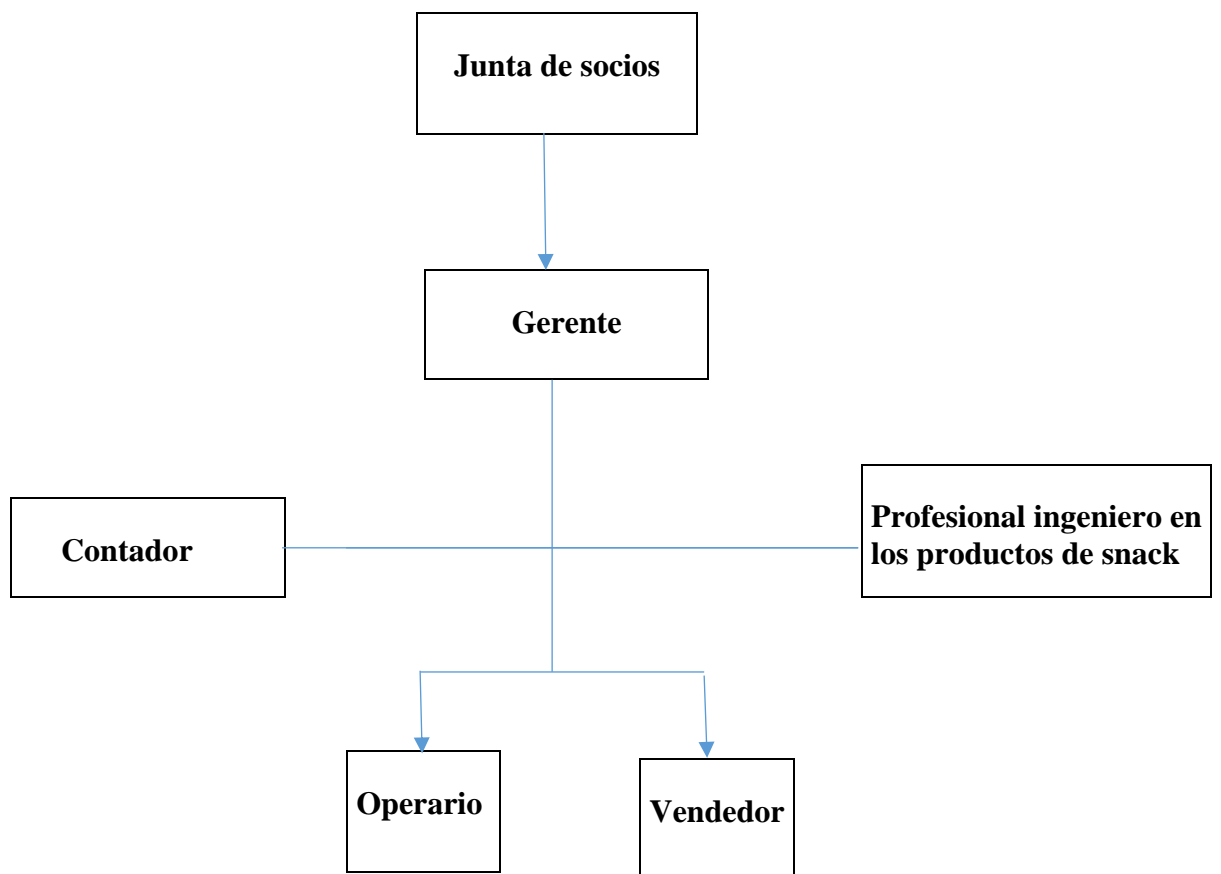 Junta de socios
Gerente
Contador
Profesional ingeniero en
los productos de snack
Operario
Vendedor